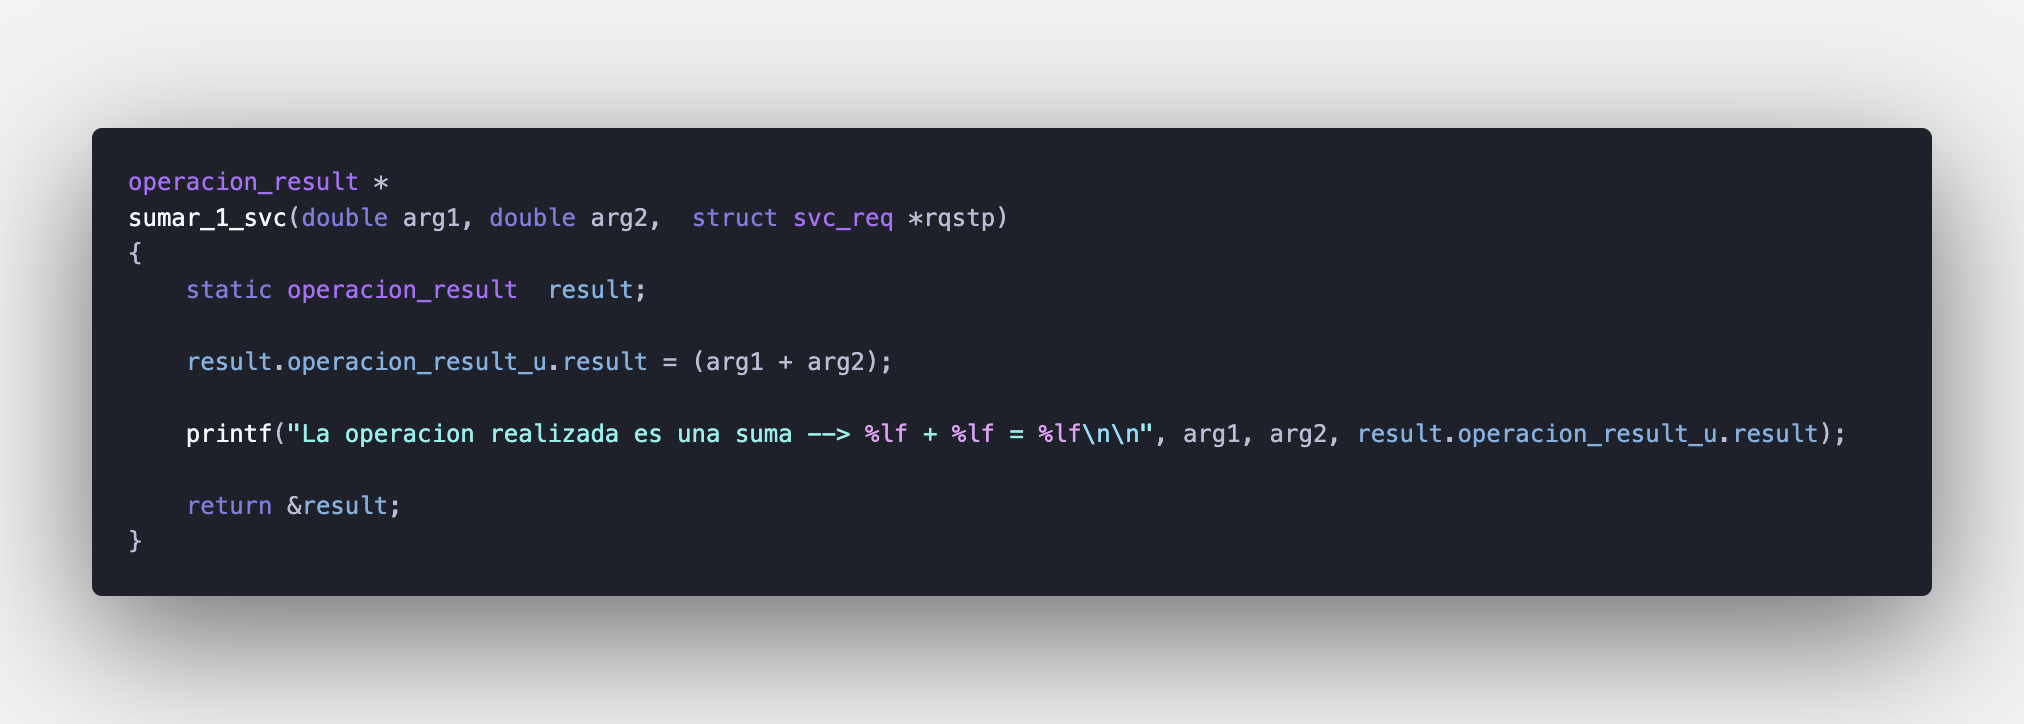 operacion_result *
sumar_1_svc(double arg1, double arg2,  struct svc_req *rqstp)
{
    static operacion_result  result;
    result.operacion_result_u.result = (arg1 + arg2);
    printf("La operacion realizada es una suma --> %lf + %lf = %lf\n\n", arg1, arg2, result.operacion_result_u.result);
    return &result;
}